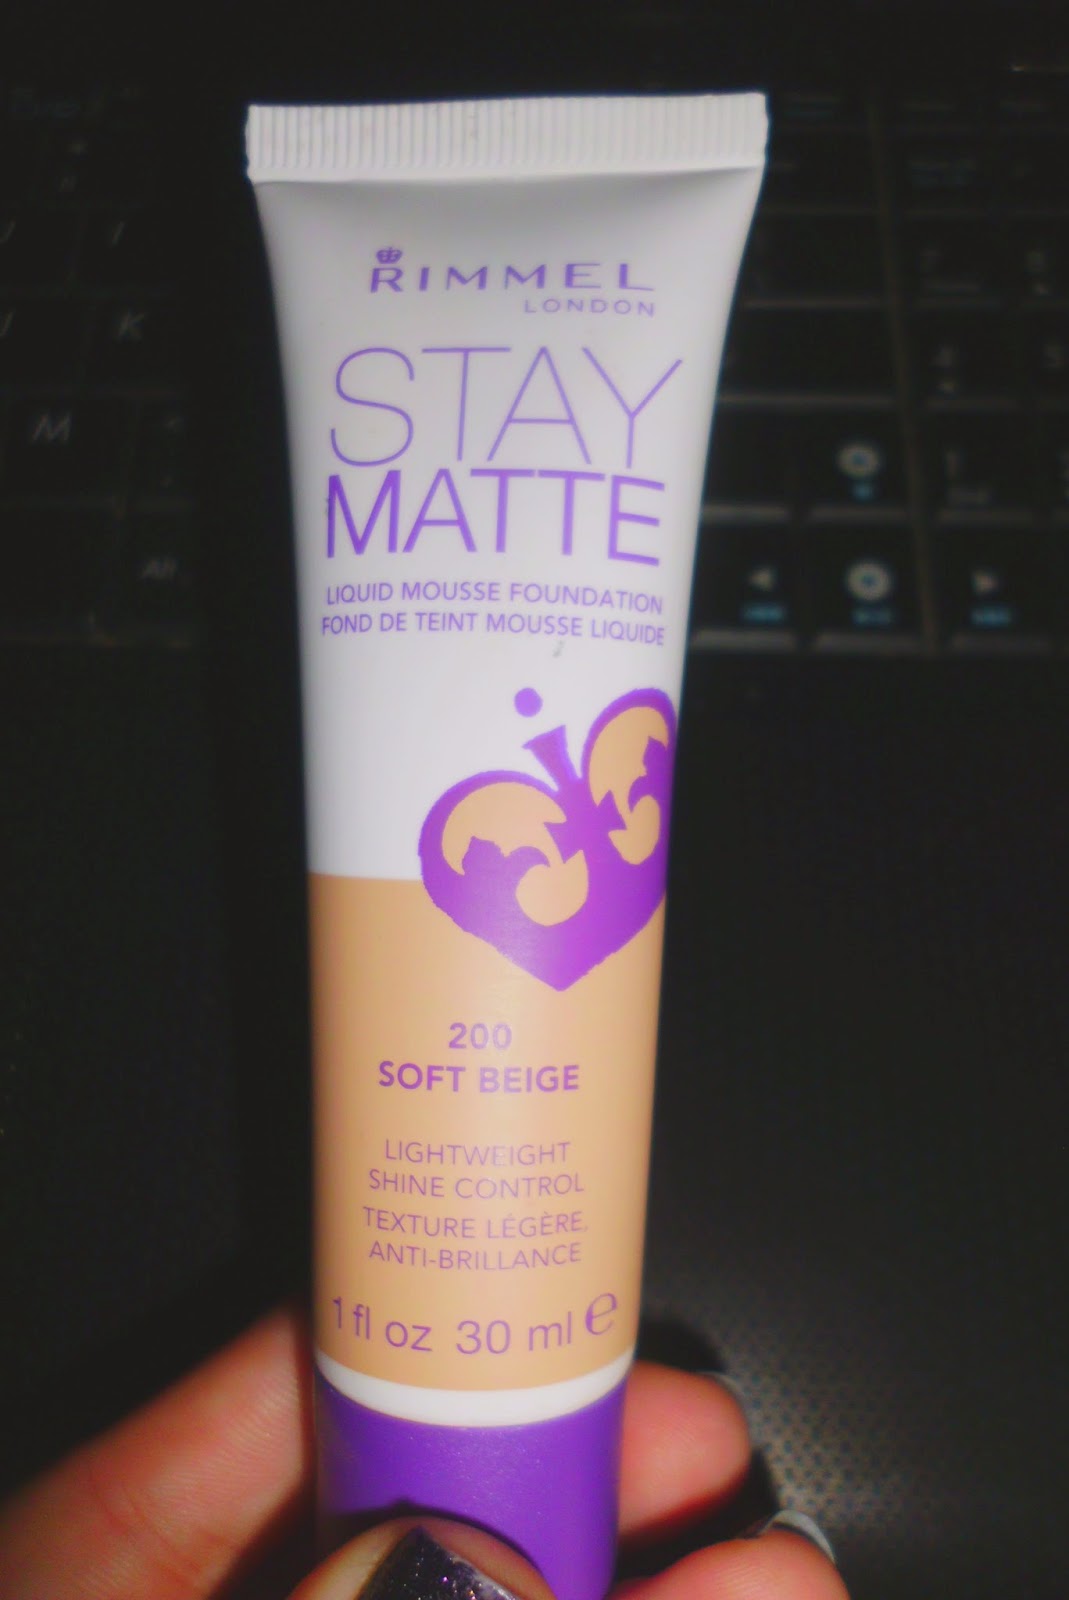 RIMMEL
LONDON
STAY
MATTE
LIQUID MOUSSE FOUNDATION
FOND DE TEINT MOUSSE LIQUIDE
200
SOFT BEIGE
LIGHTWEIGHT
SHINE CONTROL
TEXTURE LÉGÈRE,
ANTI-BRILLANCE
1 fl oz 30 ml ℮
K
M
Alt